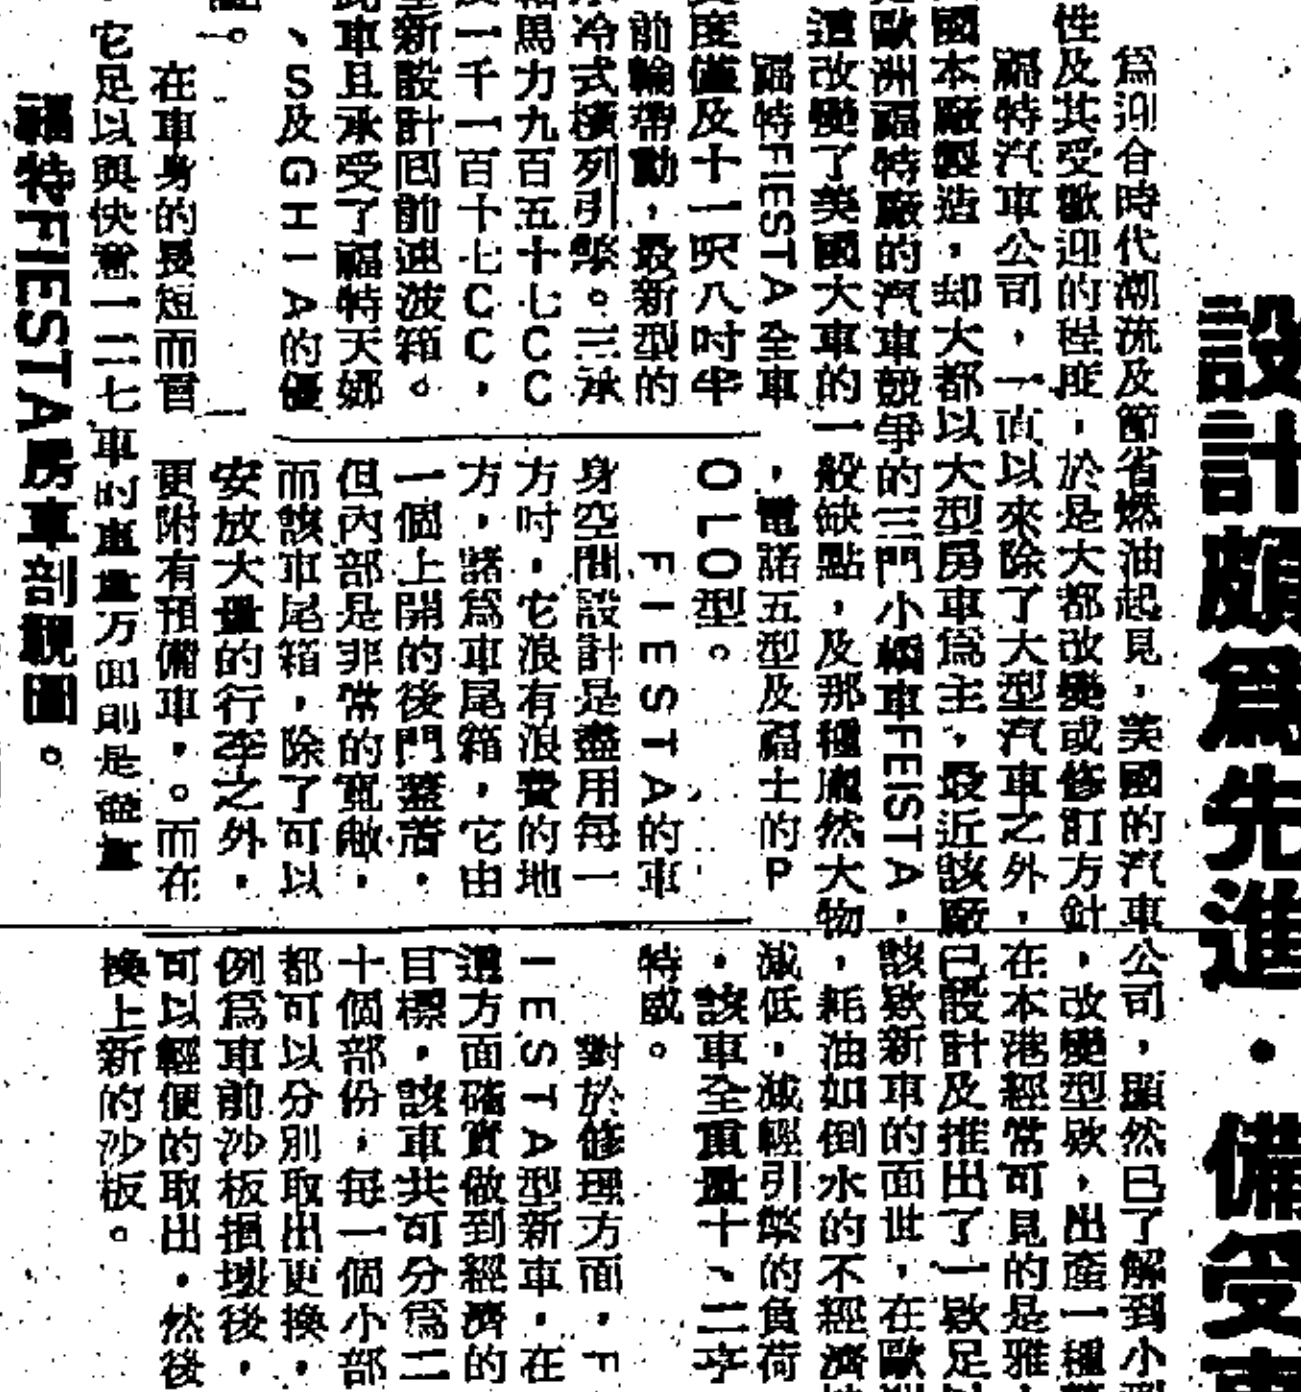 設計頗爲先進・備受
爲迎合時代潮流及節省燃油起見，美國的汽車公司，顯然已了解到小型
性及其受歡迎的程度，於是大都改變或修訂方針，改變型欵，出產一種
福特汽車公司，一直以來除了大型汽車之外，在本港經常可見的是雅
國本廠製造，却大都以大型房車爲主，最近該廠已設計及推出了一欵足
歐洲福特廠的汽車競爭的三門小轎車FEISTA，該欵新車的面世，在歐
這改變了美國大車的一般缺點，及那種龐然大物，耗油如倒水的不經濟
福特FIESTA全車
度僅及十一呎八吋半
前輪帶動，最新型的
冷式橫列引擎。三承
馬力九百五十七CC
一千一百十七CC，
新設計囘前速波箱。
車且承受了福特天娜
、S及GHIA的優
。
在車身的長短而言
它足以與快意一二七車的重量方面則是儘量
福特FIESTA房車剖觀圖。
，電諾五型及福士的P
OLO型。
FIESTA的車
身空間設計是盡用每一
方吋，它浪有浪費的地
方，諸爲車尾箱，它由
一個上開的後門蓋着，
但內部是非常的寬敞，
而該車尾箱，除了可以
安放大量的行李之外，
更附有預備車，。而在
減低，減輕引擎的負荷
，該車全重量十、二字
特威。
對於修理方面，F
IESTA型新車，在
這方面確實做到經濟的
目標，該車共可分爲二
十個部份，每一個小部
都可以分別取出更換，
例爲車前沙板損壞後，
可以輕便的取出，然後
換上新的沙板。